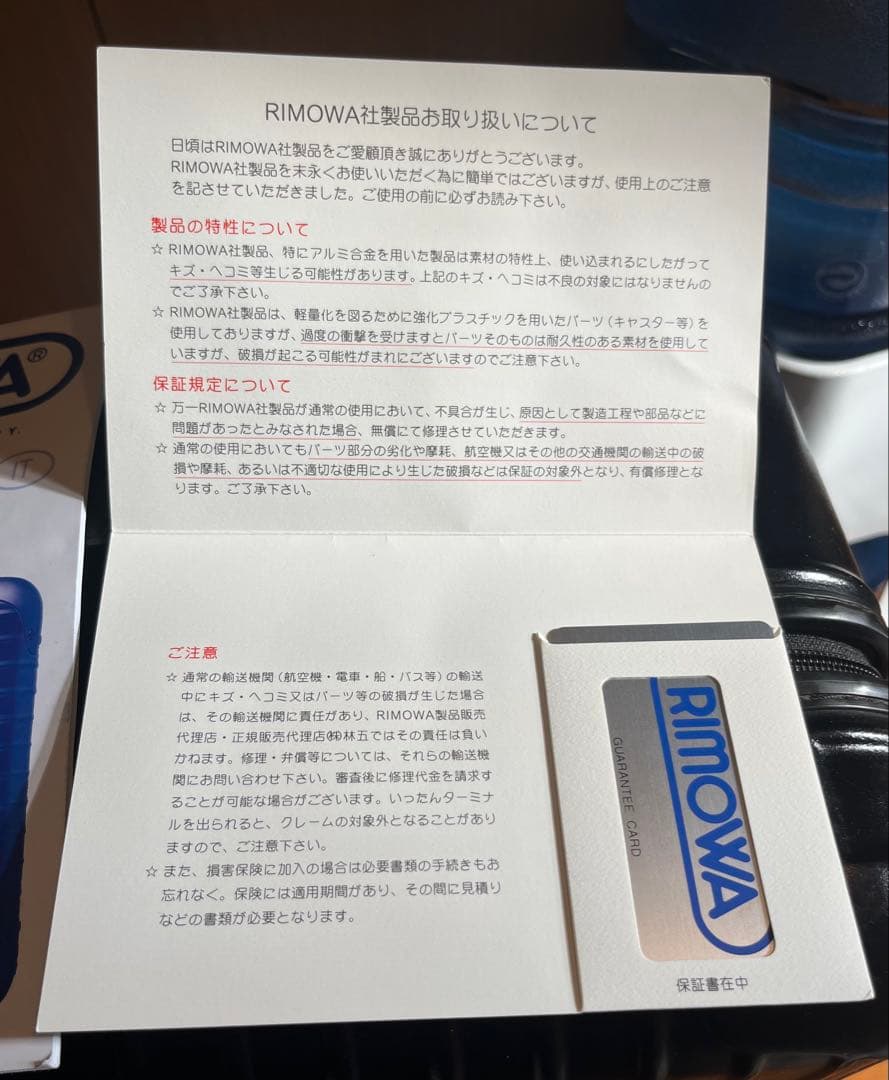 RIMOWA社製品お取り扱いについて
日頃はRIMOWA社製品をご愛顧頂き誠にありがとうございます。
RIMOWA社製品を末永くお使いいただく為に簡単ではございますが、使用上のご注意
を記させていただきました。ご使用の前に必ずお読み下さい。
製品の特性について
☆ RIMOWA社製品、特にアルミ合金を用いた製品は素材の特性上、使い込まれるにしたがって
キズ・ヘコミ等生じる可能性があります。上記のキズ・ヘコミは不良の対象にはなりませんの
でご了承下さい。
☆ RIMOWA社製品は、軽量化を図るために強化プラスチックを用いたパーツ（キャスター等）を
使用しておりますが、過度の衝撃を受けますとパーツそのものは耐久性のある素材を使用して
いますが、破損が起こる可能性がまれにございますのでご注意下さい。
保証規定について
☆ 万一RIMOWA社製品が通常の使用において、不具合が生じ、原因として製造工程や部品などに
問題があったとみなされた場合、無償にて修理させていただきます。
☆ 通常の使用においてもパーツ部分の劣化や摩耗、航空機又はその他の交通機関の輸送中の破
損や摩耗、あるいは不適切な使用により生じた破損などは保証の対象外となり、有償修理とな
ります。ご了承下さい。
ご注意
☆ 通常の輸送機関（航空機・電車・船・バス等）の輸送
中にキズ・ヘコミ又はパーツ等の破損が生じた場合
は、その輸送機関に責任があり、RIMOWA製品販売
代理店・正規販売代理店㈱林五ではその責任は負い
かねます。修理・弁償等については、それらの輸送機
関にお問い合わせ下さい。審査後に修理代金を請求す
ることが可能な場合がございます。いったんターミナ
ルを出られると、クレームの対象外となることがあり
ますので、ご注意下さい。
☆ また、損害保険に加入の場合は必要書類の手続きもお
忘れなく。保険には適用期間があり、その間に見積り
などの書類が必要となります。
RIMOWA
GUARANTEE CARD
保証書在中
A®
r.
IT
e